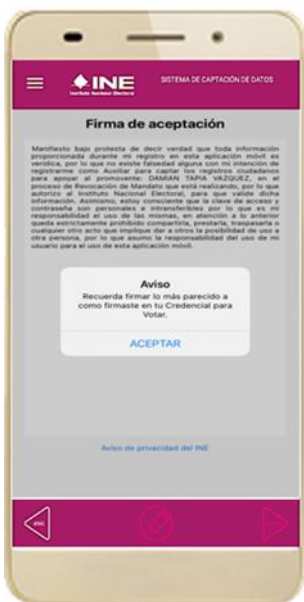 INE
Instituto Nacional Electoral
SISTEMA DE CAPTACIÓN DE DATOS
Firma de aceptación
Manifiesto bajo protesta de decir verdad que toda información
proporcionada durante mi registro en esta aplicación móvil es
verídica, por lo que no existe falsedad alguna con mi intención de
registrarme como Auxiliar para captar los registros ciudadanos
para apoyar al promovente: DAMIAN TAPIA VAZQUEZ, en el
proceso de Revocación de Mandato que está realizando, por lo que
autorizo al Instituto Nacional Electoral, para que valide dicha
información. Asimismo, estoy consciente que la clave de acceso y
contraseña son personales e intransferibles por lo que es mi
responsabilidad el uso de las mismas, en atención a lo anterior
queda estrictamente prohibido compartirla, prestarla, traspasarla o
cualquier otro acto que implique dar a otros la posibilidad de uso a
otra persona, por lo que asumo la responsabilidad del uso de mi
usuario para el uso de esta aplicación móvil.
Aviso
Recuerda firmar lo más parecido a
como firmaste en tu Credencial para
Votar.
ACEPTAR
Aviso de privacidad del INE